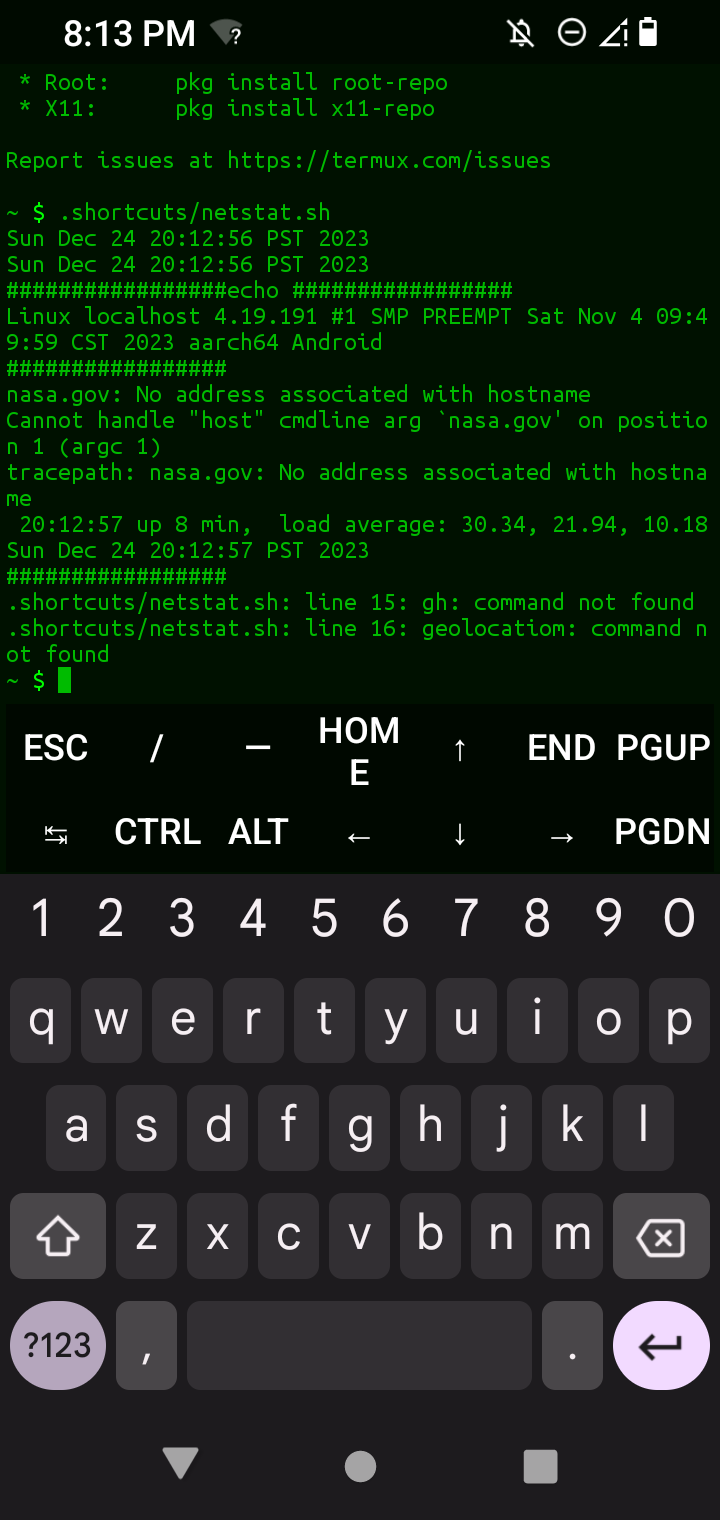 8:13 PM ?
* Root:     pkg install root-repo
* X11:      pkg install x11-repo
Report issues at https://termux.com/issues
~ $ .shortcuts/netstat.sh
Sun Dec 24 20:12:56 PST 2023
Sun Dec 24 20:12:56 PST 2023
#################echo #################
Linux localhost 4.19.191 #1 SMP PREEMPT Sat Nov 4 09:4
9:59 CST 2023 aarch64 Android
#################
nasa.gov: No address associated with hostname
Cannot handle "host" cmdline arg `nasa.gov' on positio
n 1 (argc 1)
tracepath: nasa.gov: No address associated with hostna
me
20:12:57 up 8 min,  load average: 30.34, 21.94, 10.18
Sun Dec 24 20:12:57 PST 2023
#################
.shortcuts/netstat.sh: line 15: gh: command not found
.shortcuts/netstat.sh: line 16: geolocatiom: command n
ot found
~ $
ESC / — HOM
E ↑ END PGUP
↹ CTRL ALT ← ↓ → PGDN
1 2 3 4 5 6 7 8 9 0
q w e r t y u i o p
a s d f g h j k l
z x c v b n m
?123 , .